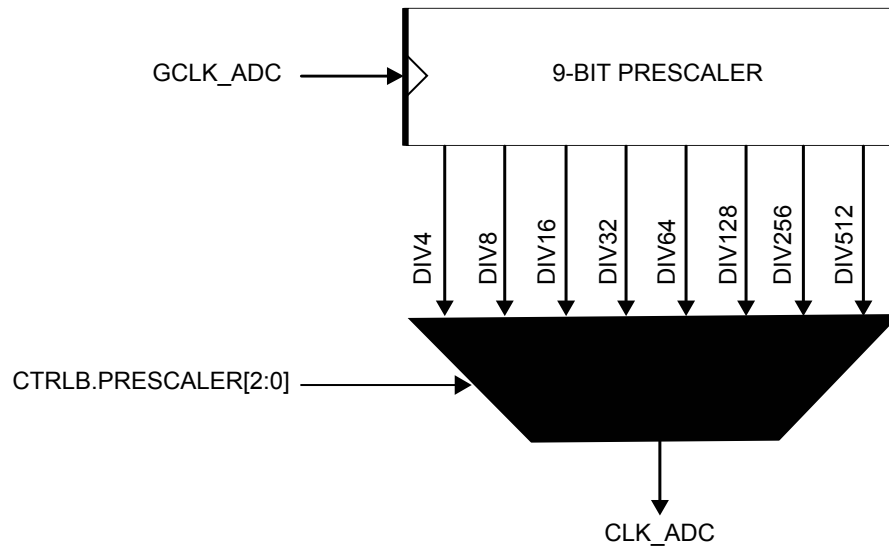 GCLK_ADC
9-BIT PRESCALER
DIV4
DIV8
DIV16
DIV32
DIV64
DIV128
DIV256
DIV512
CTRLB.PRESCALER[2:0]
CLK_ADC